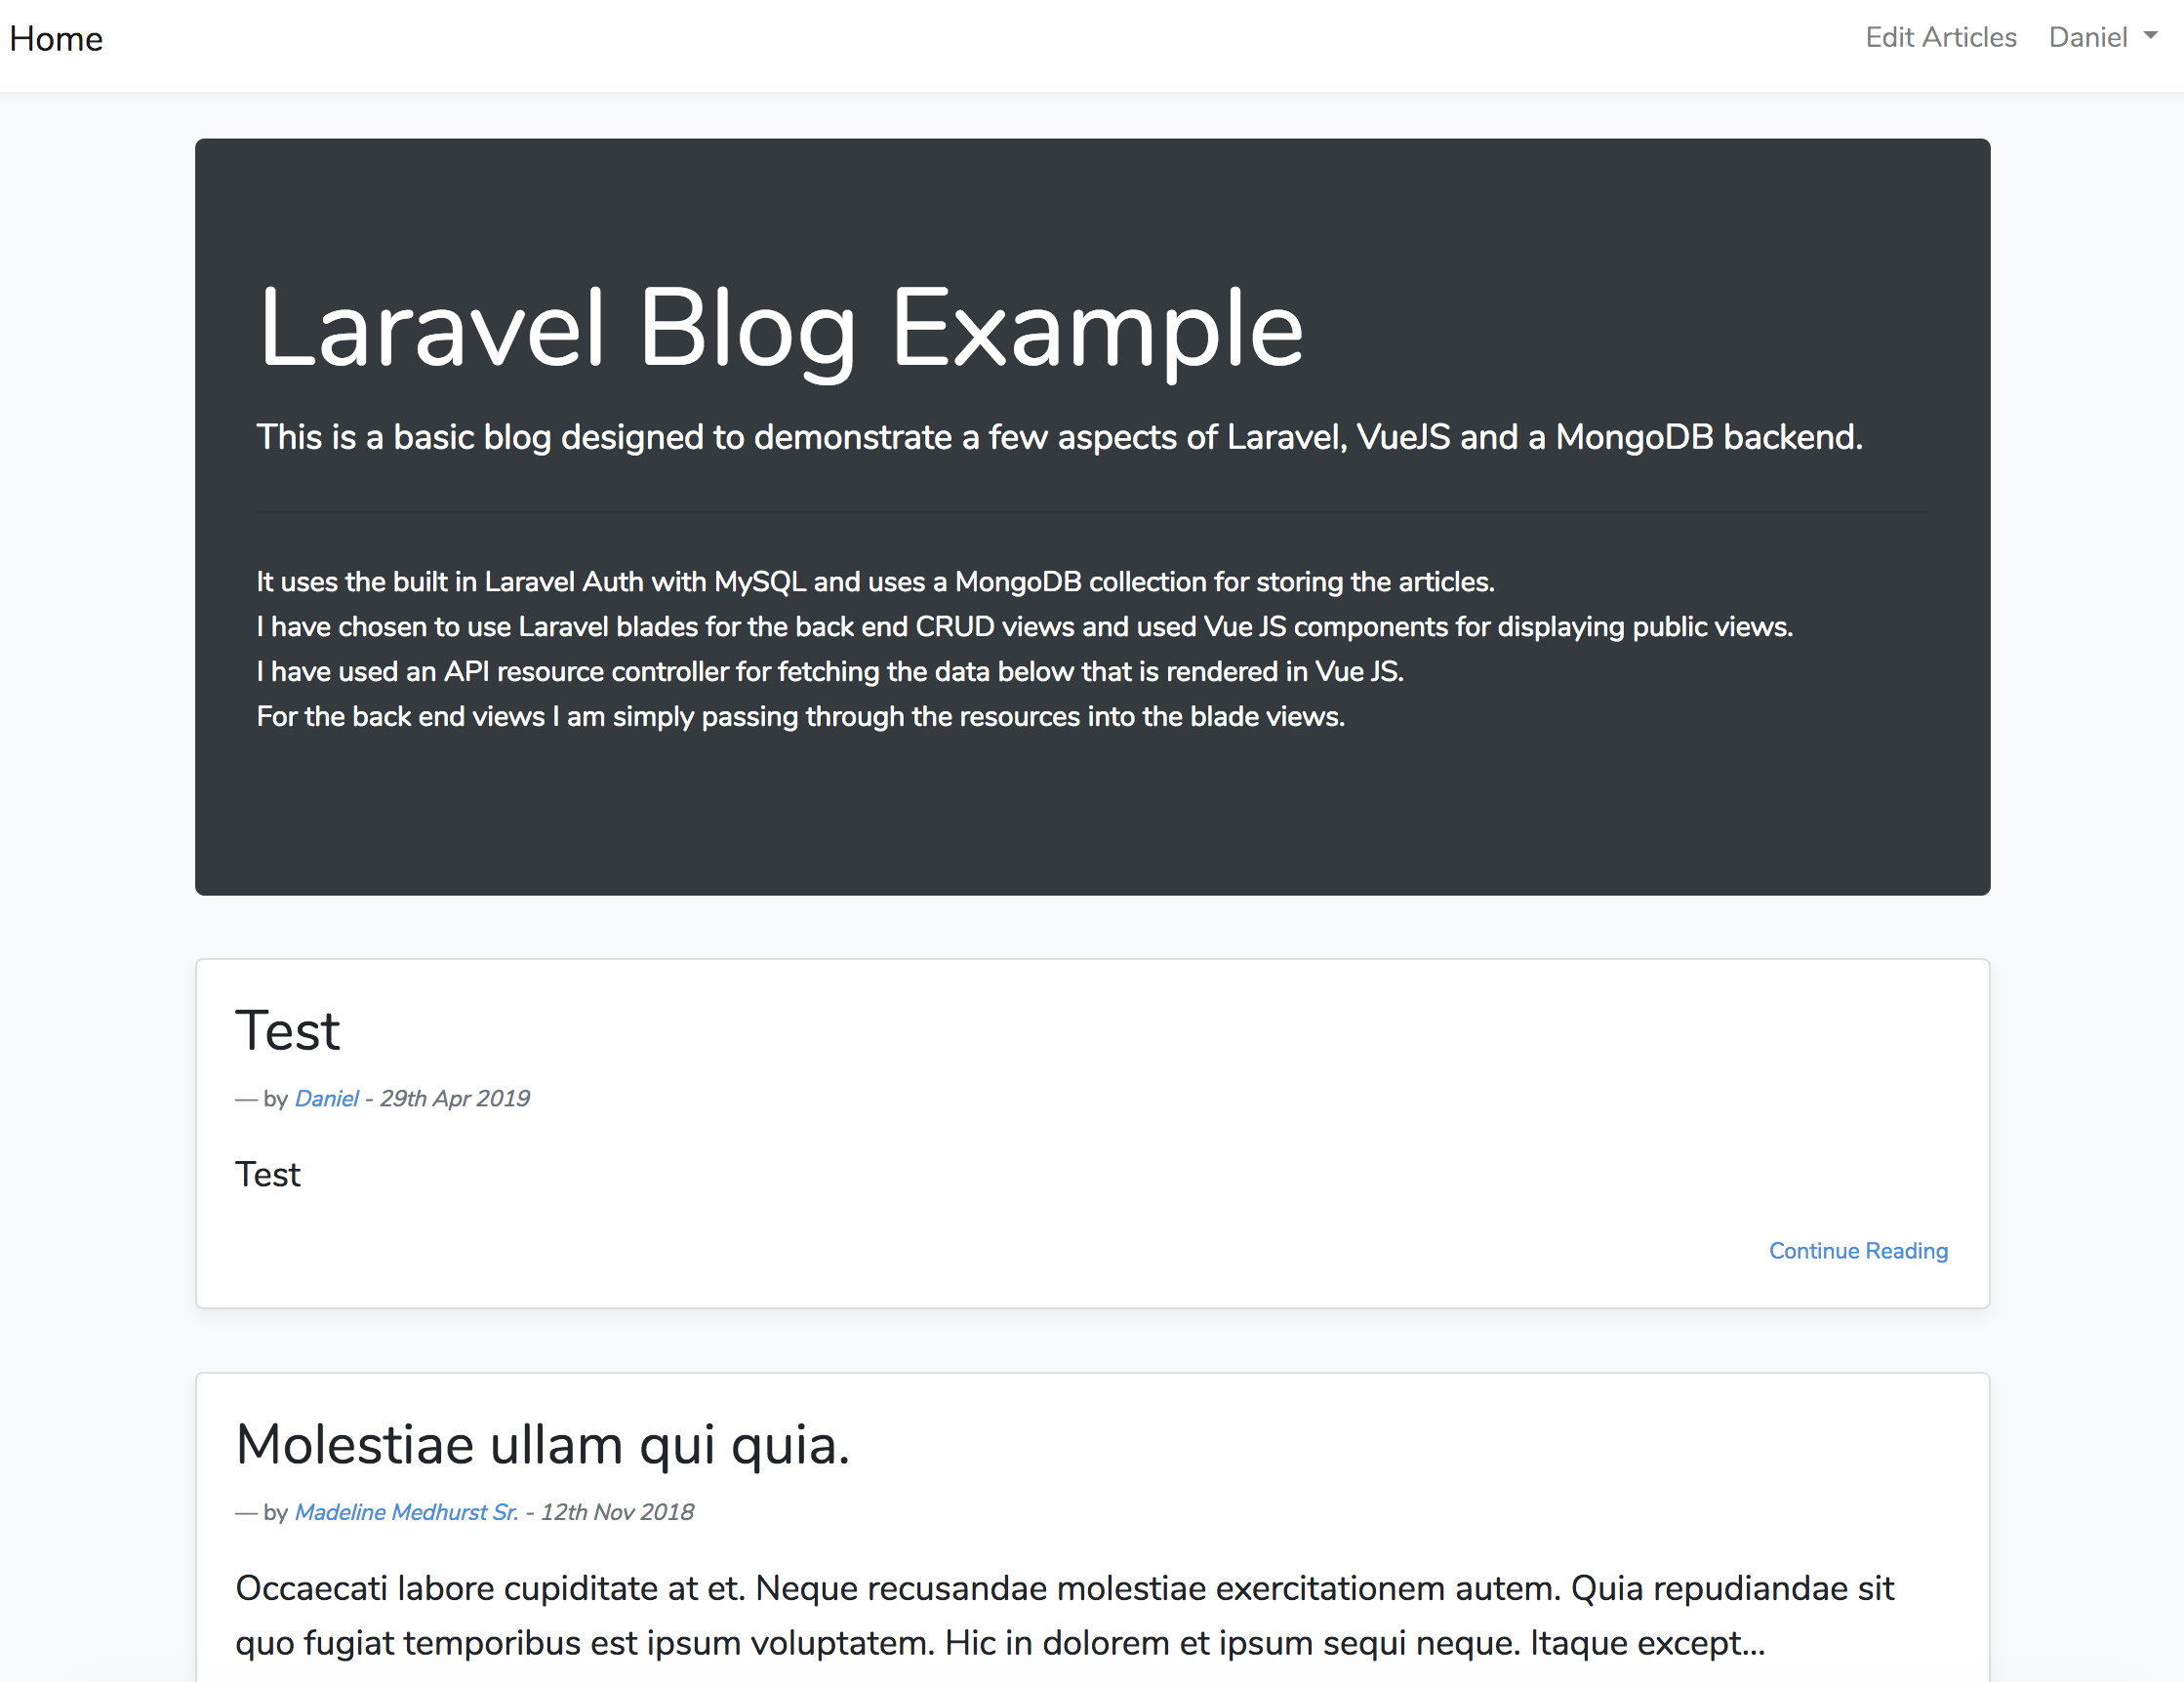 Home
Edit Articles
Daniel
Laravel Blog Example
This is a basic blog designed to demonstrate a few aspects of Laravel, VueJS and a MongoDB backend.
It uses the built in Laravel Auth with MySQL and uses a MongoDB collection for storing the articles.
I have chosen to use Laravel blades for the back end CRUD views and used Vue JS components for displaying public views.
I have used an API resource controller for fetching the data below that is rendered in Vue JS.
For the back end views I am simply passing through the resources into the blade views.
Test
— by Daniel - 29th Apr 2019
Test
Continue Reading
Molestiae ullam qui quia.
— by Madeline Medhurst Sr. - 12th Nov 2018
Occaecati labore cupiditate at et. Neque recusandae molestiae exercitationem autem. Quia repudiandae sit
quo fugiat temporibus est ipsum voluptatem. Hic in dolorem et ipsum sequi neque. Itaque except...